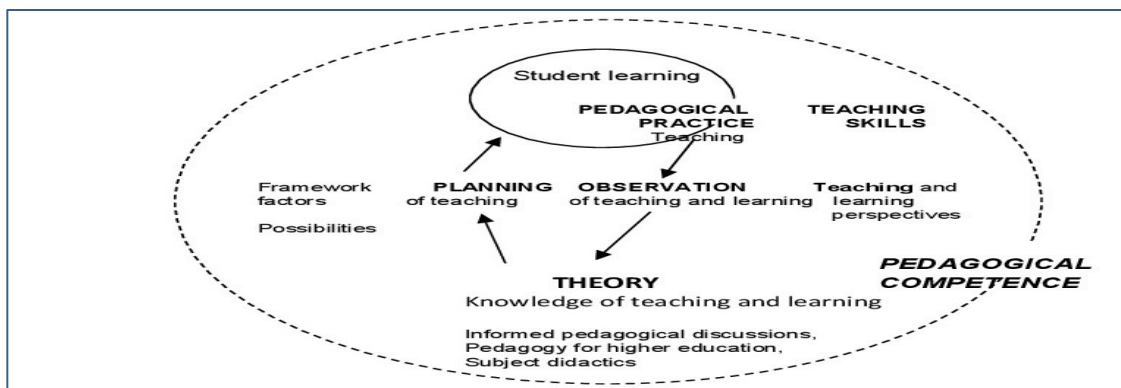 Student learning
PEDAGOGICAL
PRACTICE
Teaching
TEACHING
SKILLS
Framework
factors
Possibilities
PLANNING
of teaching
OBSERVATION
of teaching and learning
Teaching and
learning
perspectives
PEDAGOGICAL
COMPETENCE
THEORY
Knowledge of teaching and learning
Informed pedagogical discussions,
Pedagogy for higher education,
Subject didactics